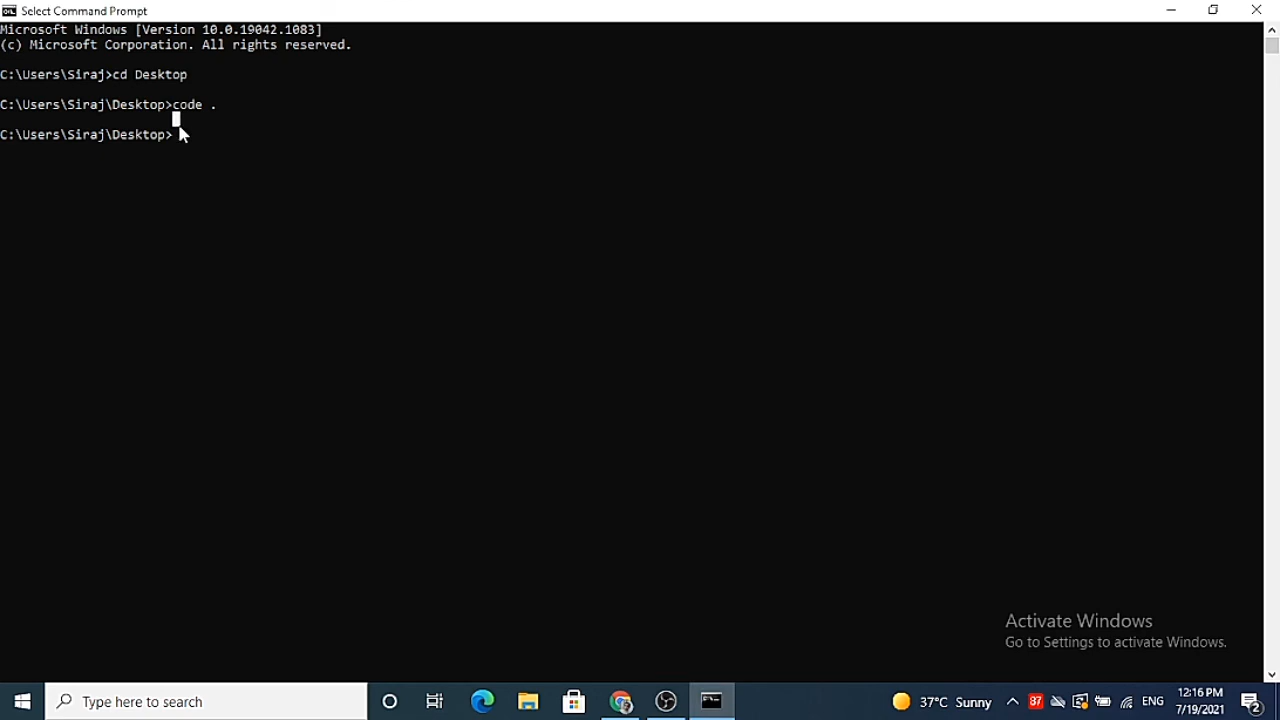 Select Command Prompt
Microsoft Windows [Version 10.0.19042.1083]
(c) Microsoft Corporation. All rights reserved.
C:\Users\Siraj>cd Desktop
C:\Users\Siraj\Desktop>code .
C:\Users\Siraj\Desktop>
Activate Windows
Go to Settings to activate Windows.
Type here to search
87
37°C Sunny
ENG
12:16 PM
7/19/2021
2